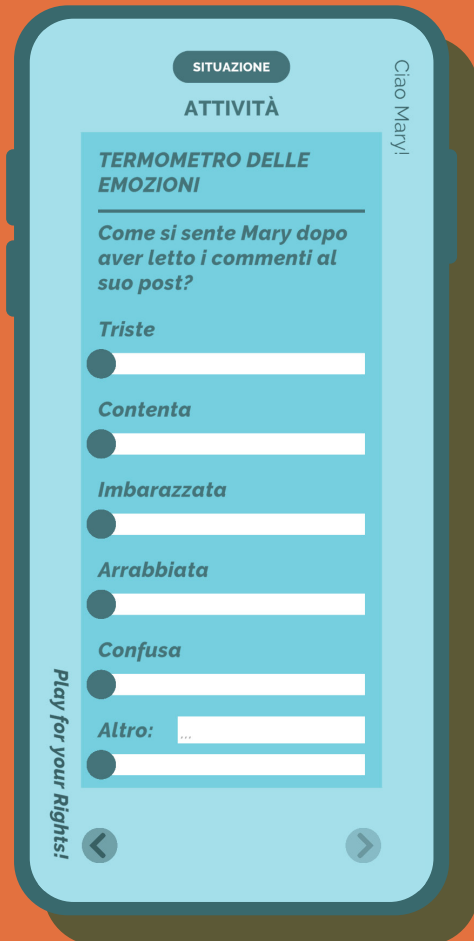 SITUAZIONE
ATTIVITÀ
Ciao Mary!
TERMOMETRO DELLE
EMOZIONI
Come si sente Mary dopo
aver letto i commenti al
suo post?
Triste
Contenta
Imbarazzata
Arrabbiata
Confusa
Altro: ...
Play for your Rights!